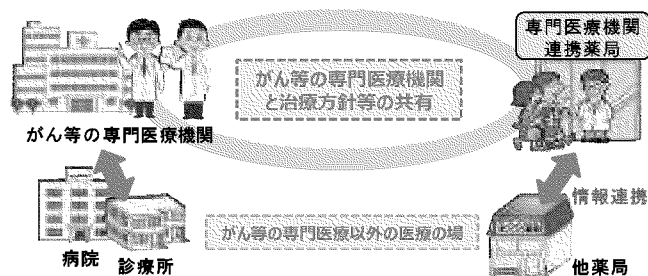 専門医療機関
連携薬局
がん等の専門医療機関
と治療方針等の共有
がん等の専門医療機関
情報連携
がん等の専門医療以外の医療の場
病院
診療所
他薬局